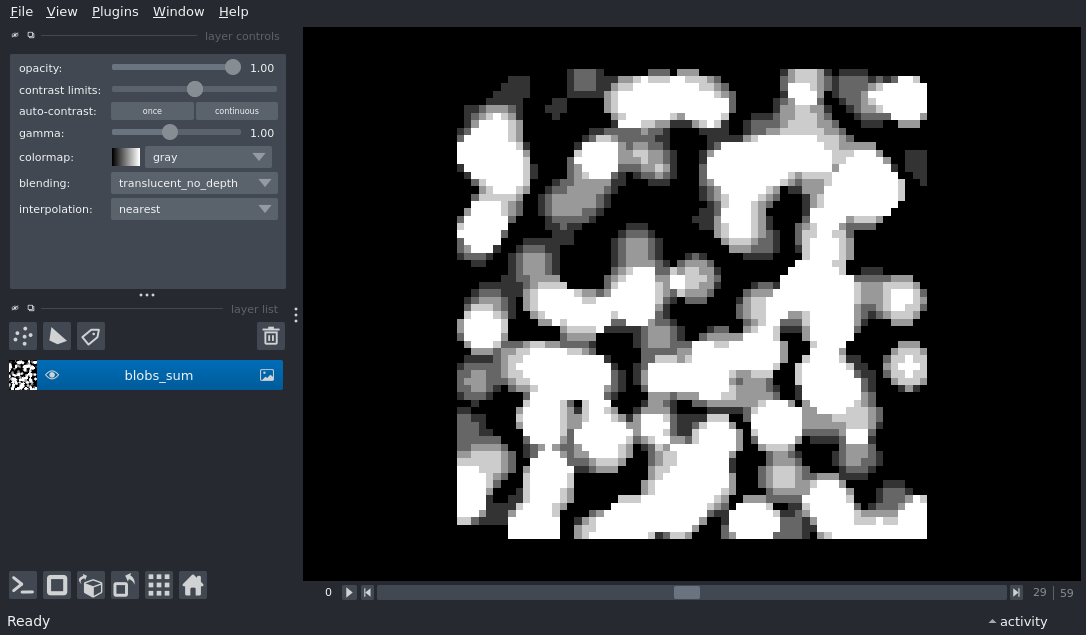 File View Plugins Window Help
layer controls
opacity: 1.00
contrast limits:
auto-contrast: once continuous
gamma: 1.00
colormap: gray
blending: translucent_no_depth
interpolation: nearest
layer list
blobs_sum
0 29 59
Ready activity